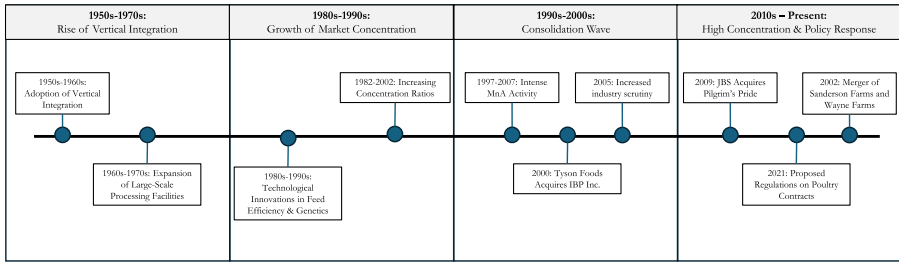 1950s-1970s:
Rise of Vertical Integration
1980s-1990s:
Growth of Market Concentration
1990s-2000s:
Consolidation Wave
2010s – Present:
High Concentration & Policy Response
1950s-1960s:
Adoption of Vertical
Integration
1960s-1970s: Expansion
of Large-Scale
Processing Facilities
1982-2002: Increasing
Concentration Ratios
1980s-1990s:
Technological
Innovations in Feed
Efficiency & Genetics
1997-2007: Intense
MnA Activity
2000: Tyson Foods
Acquires IBP Inc.
2005: Increased
industry scrutiny
2009: JBS Acquires
Pilgrim's Pride
2021: Proposed
Regulations on Poultry
Contracts
2002: Merger of
Sanderson Farms and
Wayne Farms